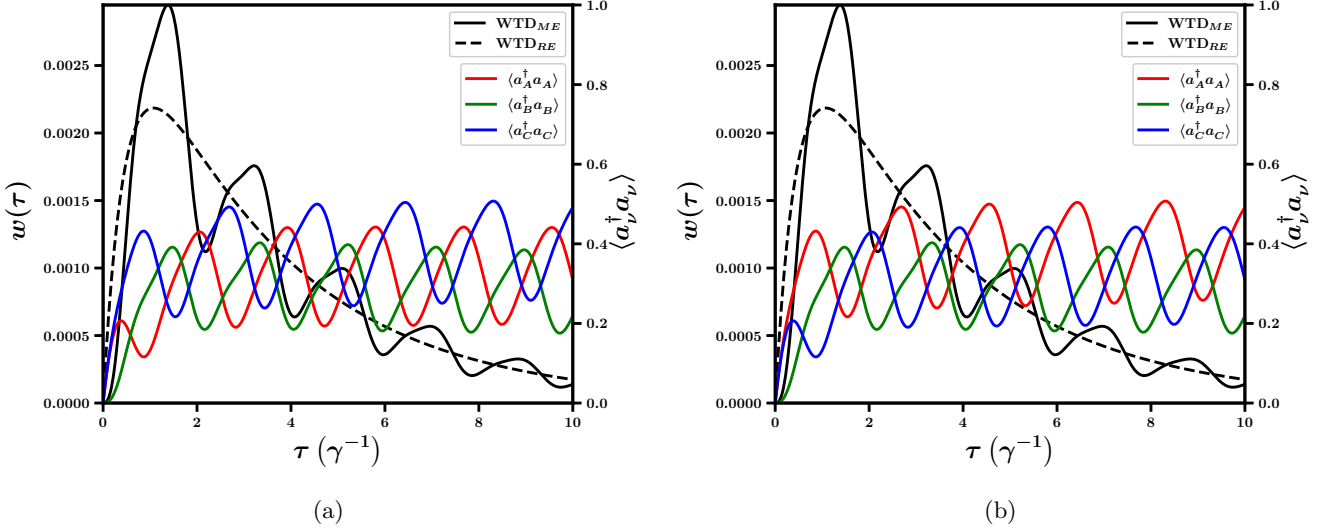 WTD_ME
WTD_RE
⟨a†_A a_A⟩
⟨a†_B a_B⟩
⟨a†_C a_C⟩
w(τ)
0.0025
0.0020
0.0015
0.0010
0.0005
0.0000
1.0
0.8
0.6
0.4
0.2
0.0
⟨a†_ν a_ν⟩
0 2 4 6 8 10
τ (γ⁻¹)
(a)
WTD_ME
WTD_RE
⟨a†_A a_A⟩
⟨a†_B a_B⟩
⟨a†_C a_C⟩
w(τ)
0.0025
0.0020
0.0015
0.0010
0.0005
0.0000
1.0
0.8
0.6
0.4
0.2
0.0
⟨a†_ν a_ν⟩
0 2 4 6 8 10
τ (γ⁻¹)
(b)